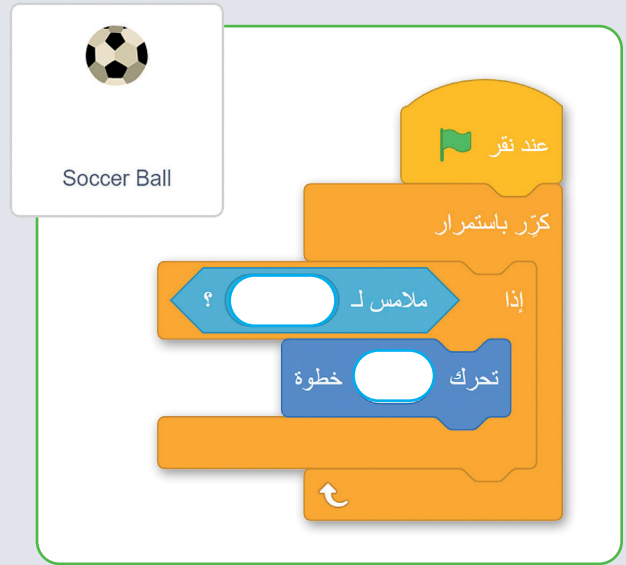 Soccer Ball
عند نقر
كرّر باستمرار
إذا ملامس لـ ؟
تحرك خطوة